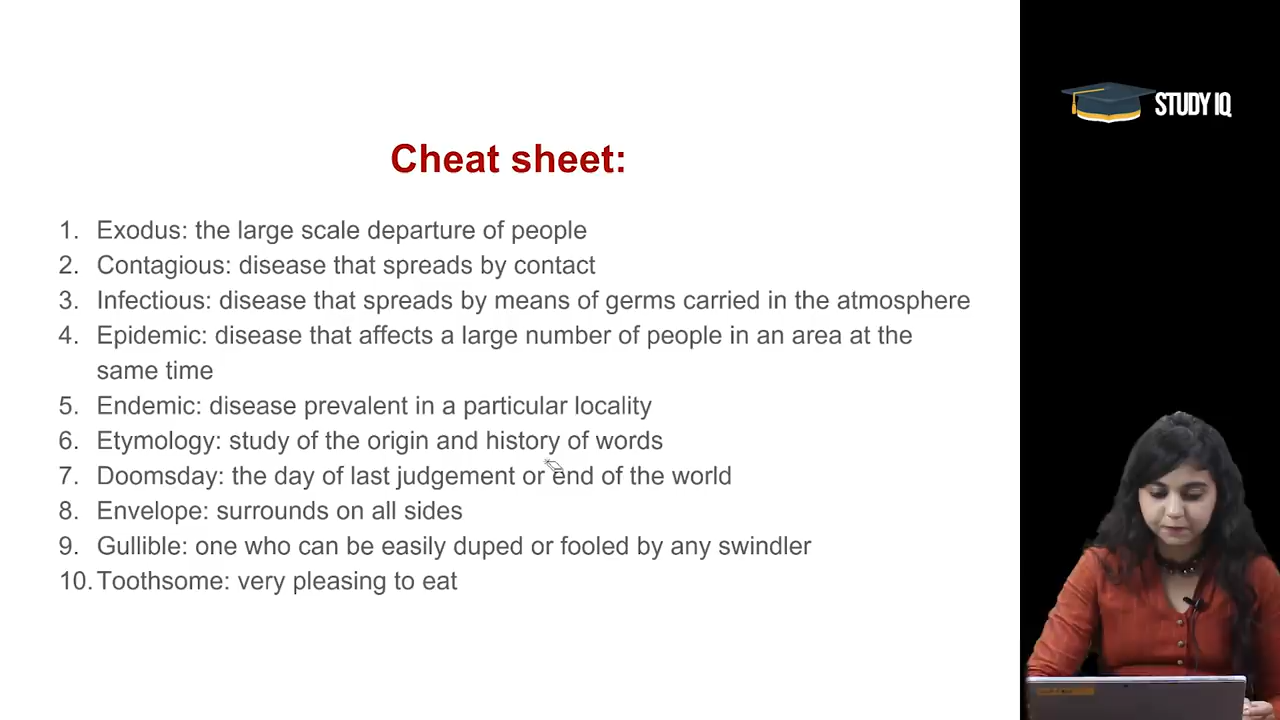 Cheat sheet:
1. Exodus: the large scale departure of people
2. Contagious: disease that spreads by contact
3. Infectious: disease that spreads by means of germs carried in the atmosphere
4. Epidemic: disease that affects a large number of people in an area at the
same time
5. Endemic: disease prevalent in a particular locality
6. Etymology: study of the origin and history of words
7. Doomsday: the day of last judgement or end of the world
8. Envelope: surrounds on all sides
9. Gullible: one who can be easily duped or fooled by any swindler
10. Toothsome: very pleasing to eat
STUDY IQ